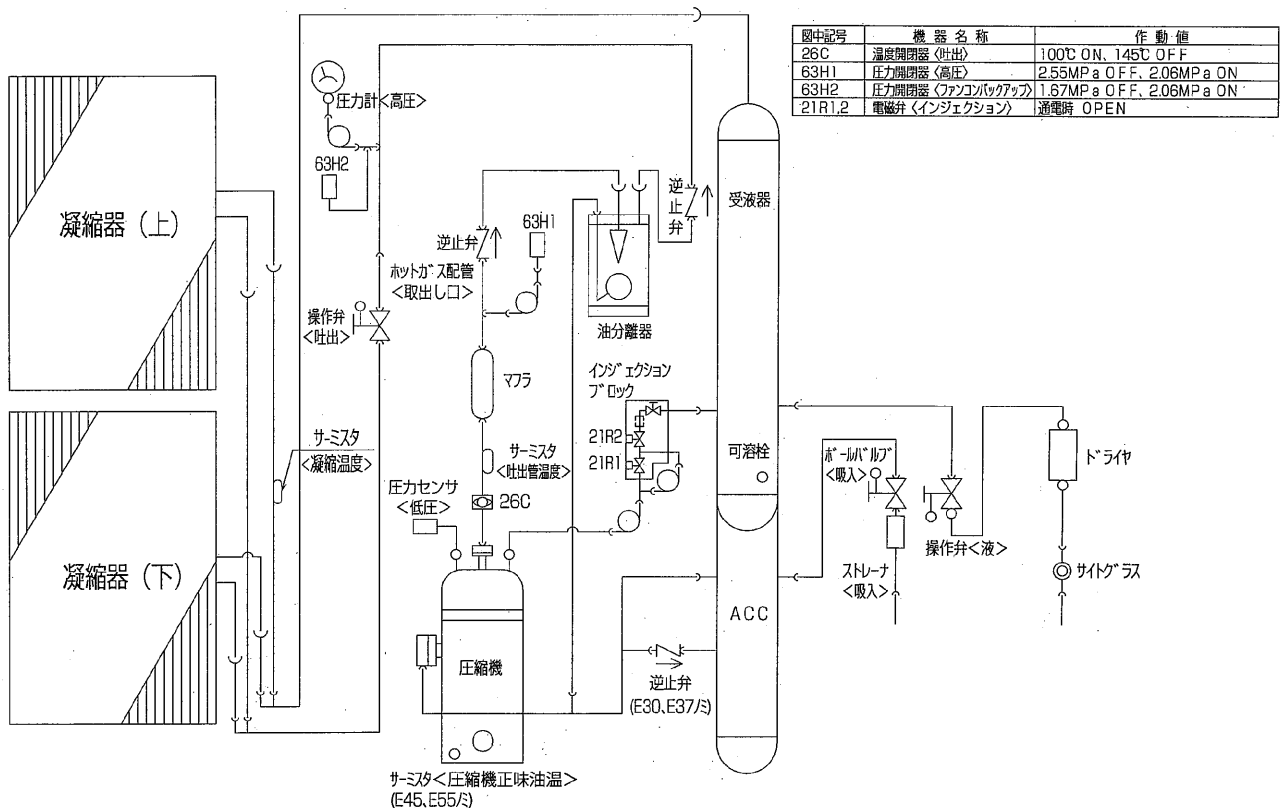 図中記号 機器名称 作動値
26C 温度開閉器〈吐出〉 100℃ ON、145℃ OFF
63H1 圧力開閉器〈高圧〉 2.55MPa OFF、2.06MPa ON
63H2 圧力開閉器〈ファンコンバックアップ〉 1.67MPa OFF、2.06MPa ON
21R1,2 電磁弁〈インジェクション〉 通電時 OPEN
圧力計<高圧>
63H2
凝縮器(上)
逆止弁
63H1
逆止弁
受液器
ホットガス配管
<取出し口>
操作弁
<吐出>
油分離器
マフラ
インジェクション
ブロック
21R2
21R1
サーミスタ
<凝縮温度>
サーミスタ
<吐出管温度>
可溶栓
ボールバルブ
<吸入>
ドライヤ
圧力センサ
<低圧>
26C
操作弁<液>
凝縮器(下)
ストレーナ
<吸入>
サイトグラス
ACC
圧縮機
逆止弁
(E30、E37ノミ)
サーミスタ<圧縮機正味油温>
(E45、E55ノミ)